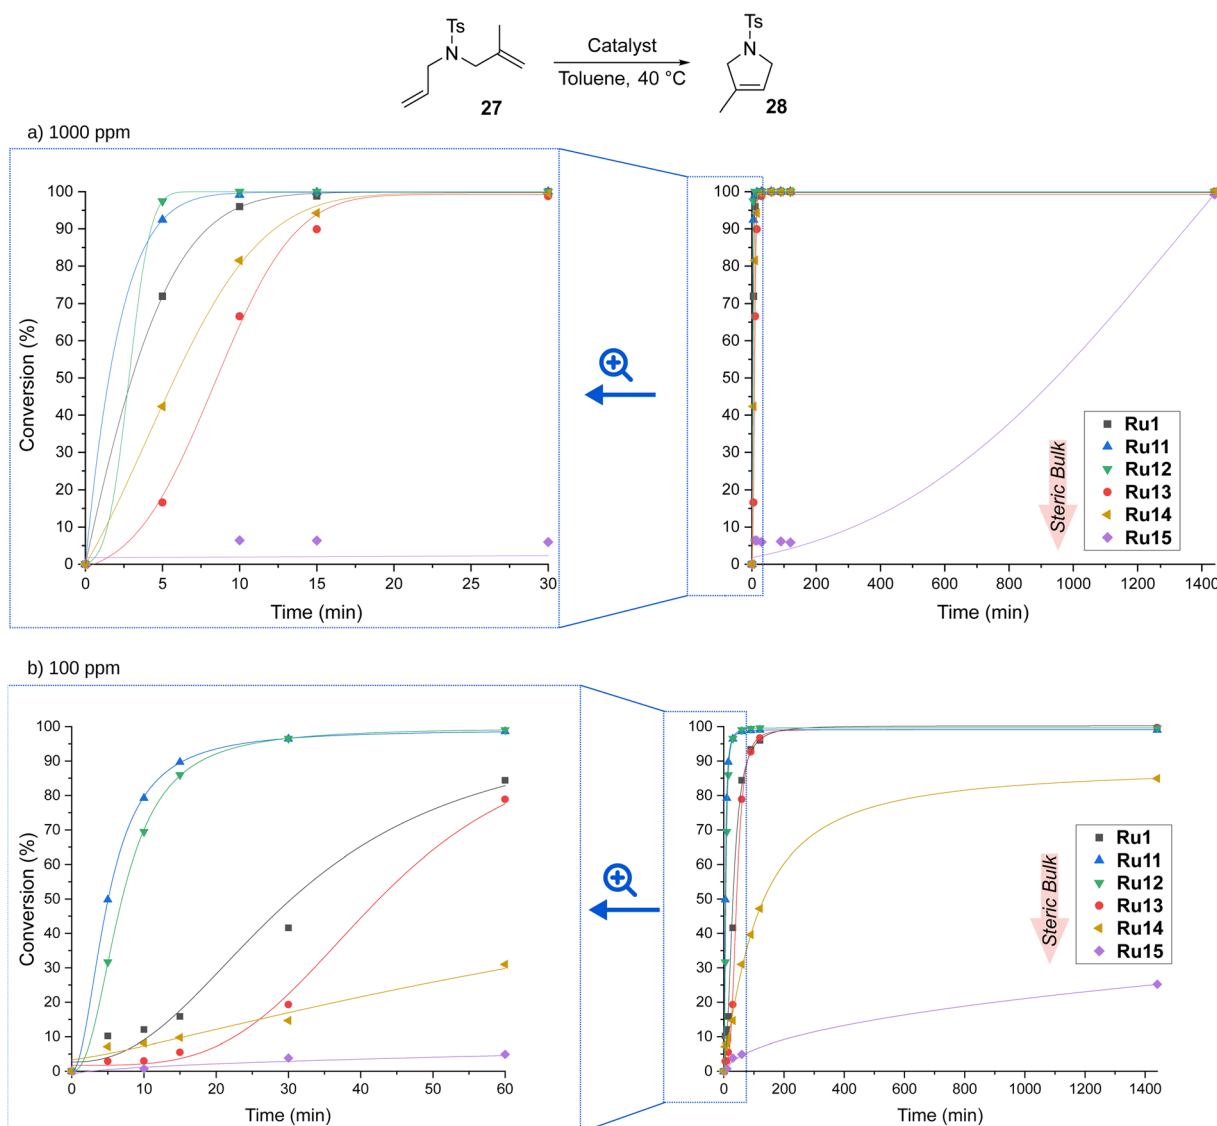 Ts
N
27
Catalyst
Toluene, 40 °C
Ts
N
28
a) 1000 ppm
Conversion (%)
100
90
80
70
60
50
40
30
20
10
0
0 5 10 15 20 25 30
Time (min)
100
90
80
70
60
50
40
30
20
10
0
0 200 400 600 800 1000 1200 1400
Time (min)
Steric Bulk
Ru1
Ru11
Ru12
Ru13
Ru14
Ru15
b) 100 ppm
Conversion (%)
100
90
80
70
60
50
40
30
20
10
0
0 10 20 30 40 50 60
Time (min)
100
90
80
70
60
50
40
30
20
10
0
0 200 400 600 800 1000 1200 1400
Time (min)
Steric Bulk
Ru1
Ru11
Ru12
Ru13
Ru14
Ru15